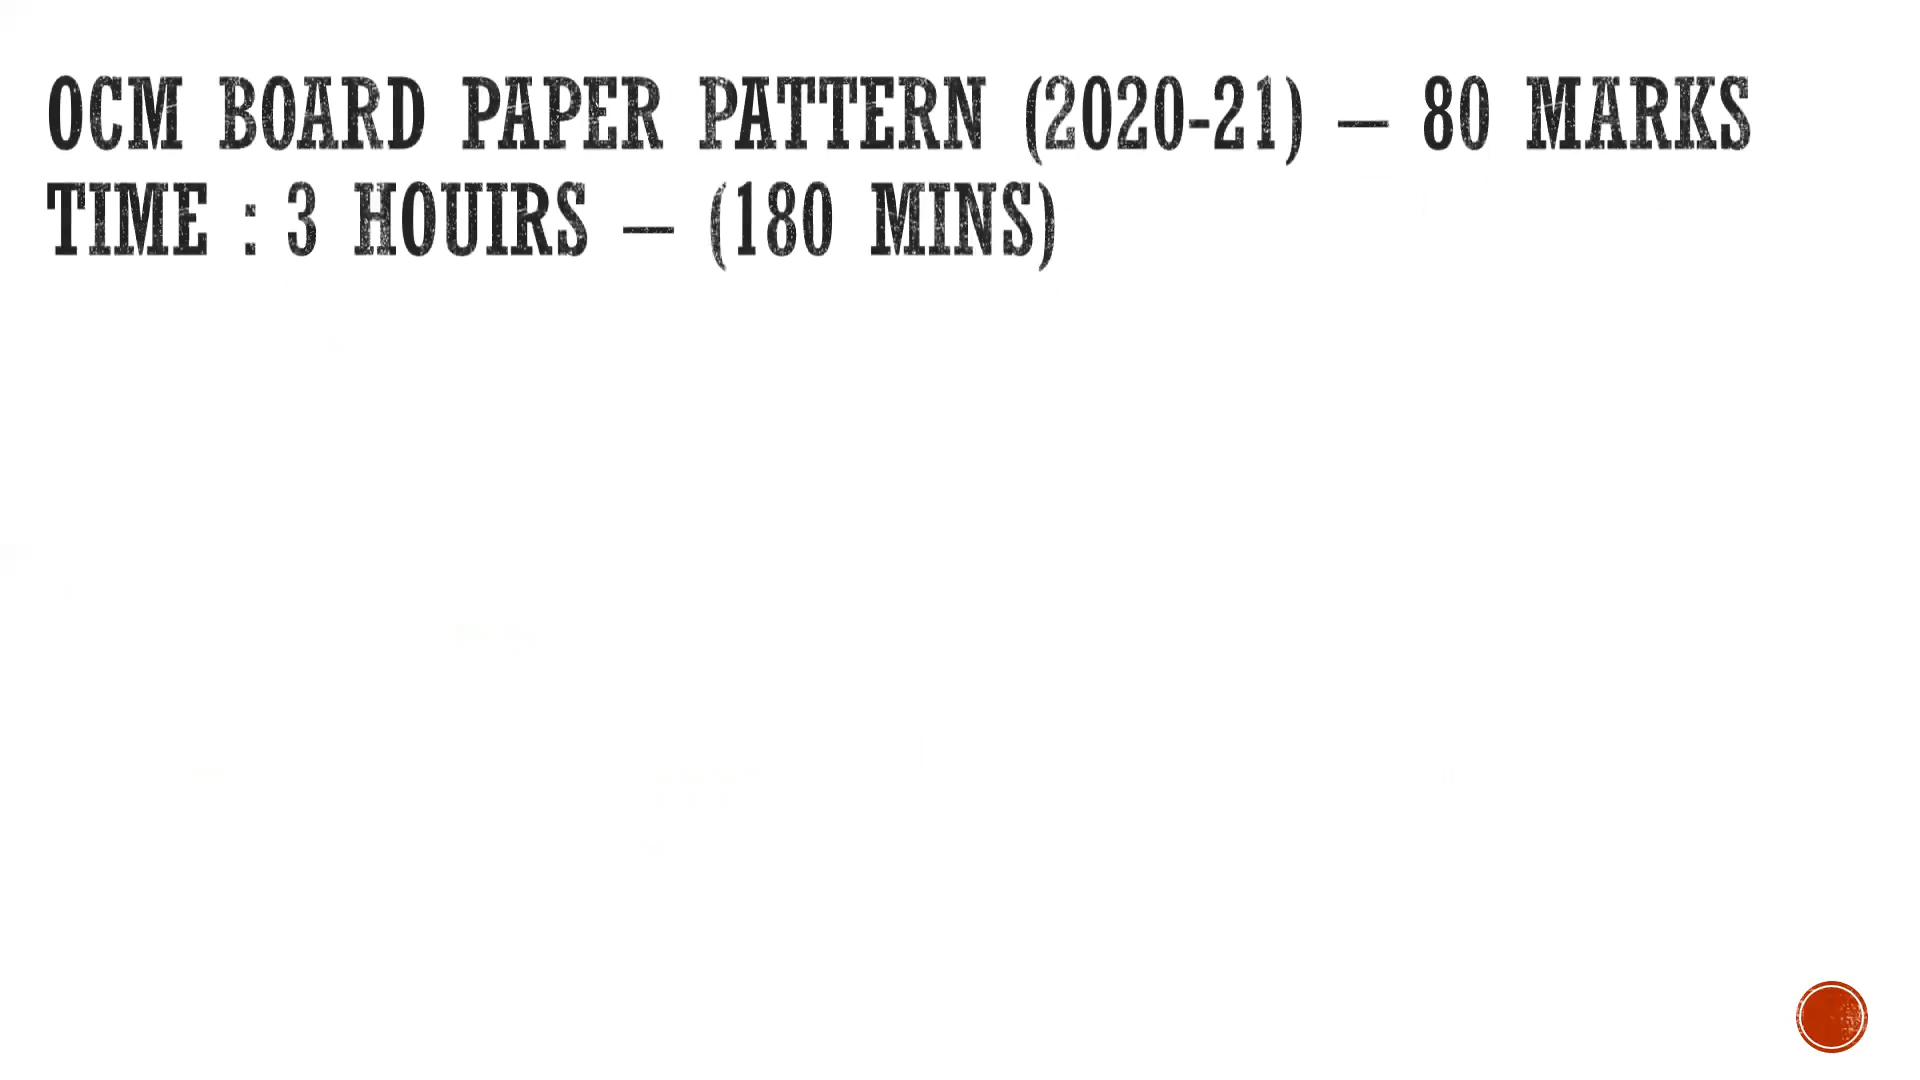 OCM BOARD PAPER PATTERN (2020-21) – 80 MARKS
TIME : 3 HOUIRS – (180 MINS)